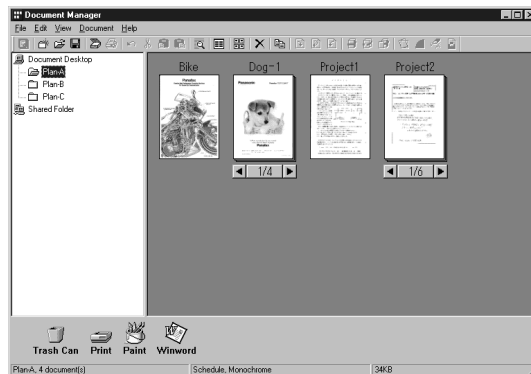 Document Manager
File Edit View Document Help
Document Desktop
Plan-A
Plan-B
Plan-C
Shared Folder
Bike Dog-1 Project1 Project2
1/4 1/6
Trash Can Print Paint Winword
Plan-A, 4 document(s) Schedule, Monochrome 34KB